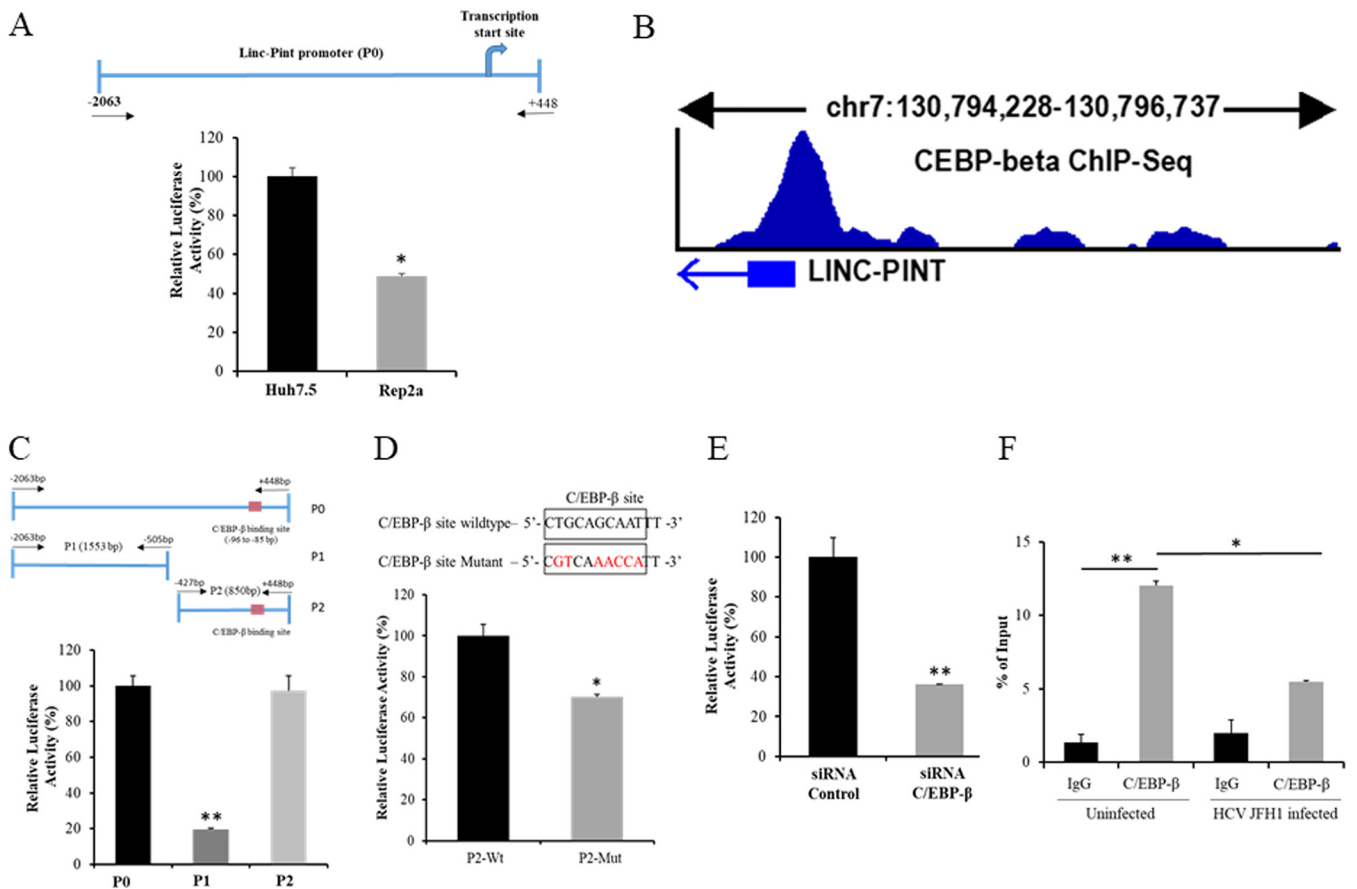 A
Transcription
start site
Linc-Pint promoter (P0)
-2063
+448
120
100
80
60
40
20
0
Relative Luciferase
Activity (%)
*
Huh7.5
Rep2a
B
chr7:130,794,228-130,796,737
CEBP-beta ChIP-Seq
LINC-PINT
C
-2063bp
+448bp
P0
C/EBP-β binding site
(-96 to -85 bp)
-2063bp
P1 (1553 bp)
-505bp
P1
-427bp
P2 (850bp)
+448bp
P2
C/EBP-β binding site
120
100
80
60
40
20
0
Relative Luciferase
Activity (%)
**
P0
P1
P2
D
C/EBP-β site
C/EBP-β site wildtype– 5’- CTGCAGCAATTT -3’
C/EBP-β site Mutant – 5’- CGTCAAACCATT -3’
120
100
80
60
40
20
0
Relative Luciferase Activity (%)
*
P2-Wt
P2-Mut
E
120
100
80
60
40
20
0
Relative Luciferase
Activity (%)
**
siRNA
Control
siRNA
C/EBP-β
F
15
10
5
0
% of Input
**
*
IgG
C/EBP-β
IgG
C/EBP-β
Uninfected
HCV JFH1 infected